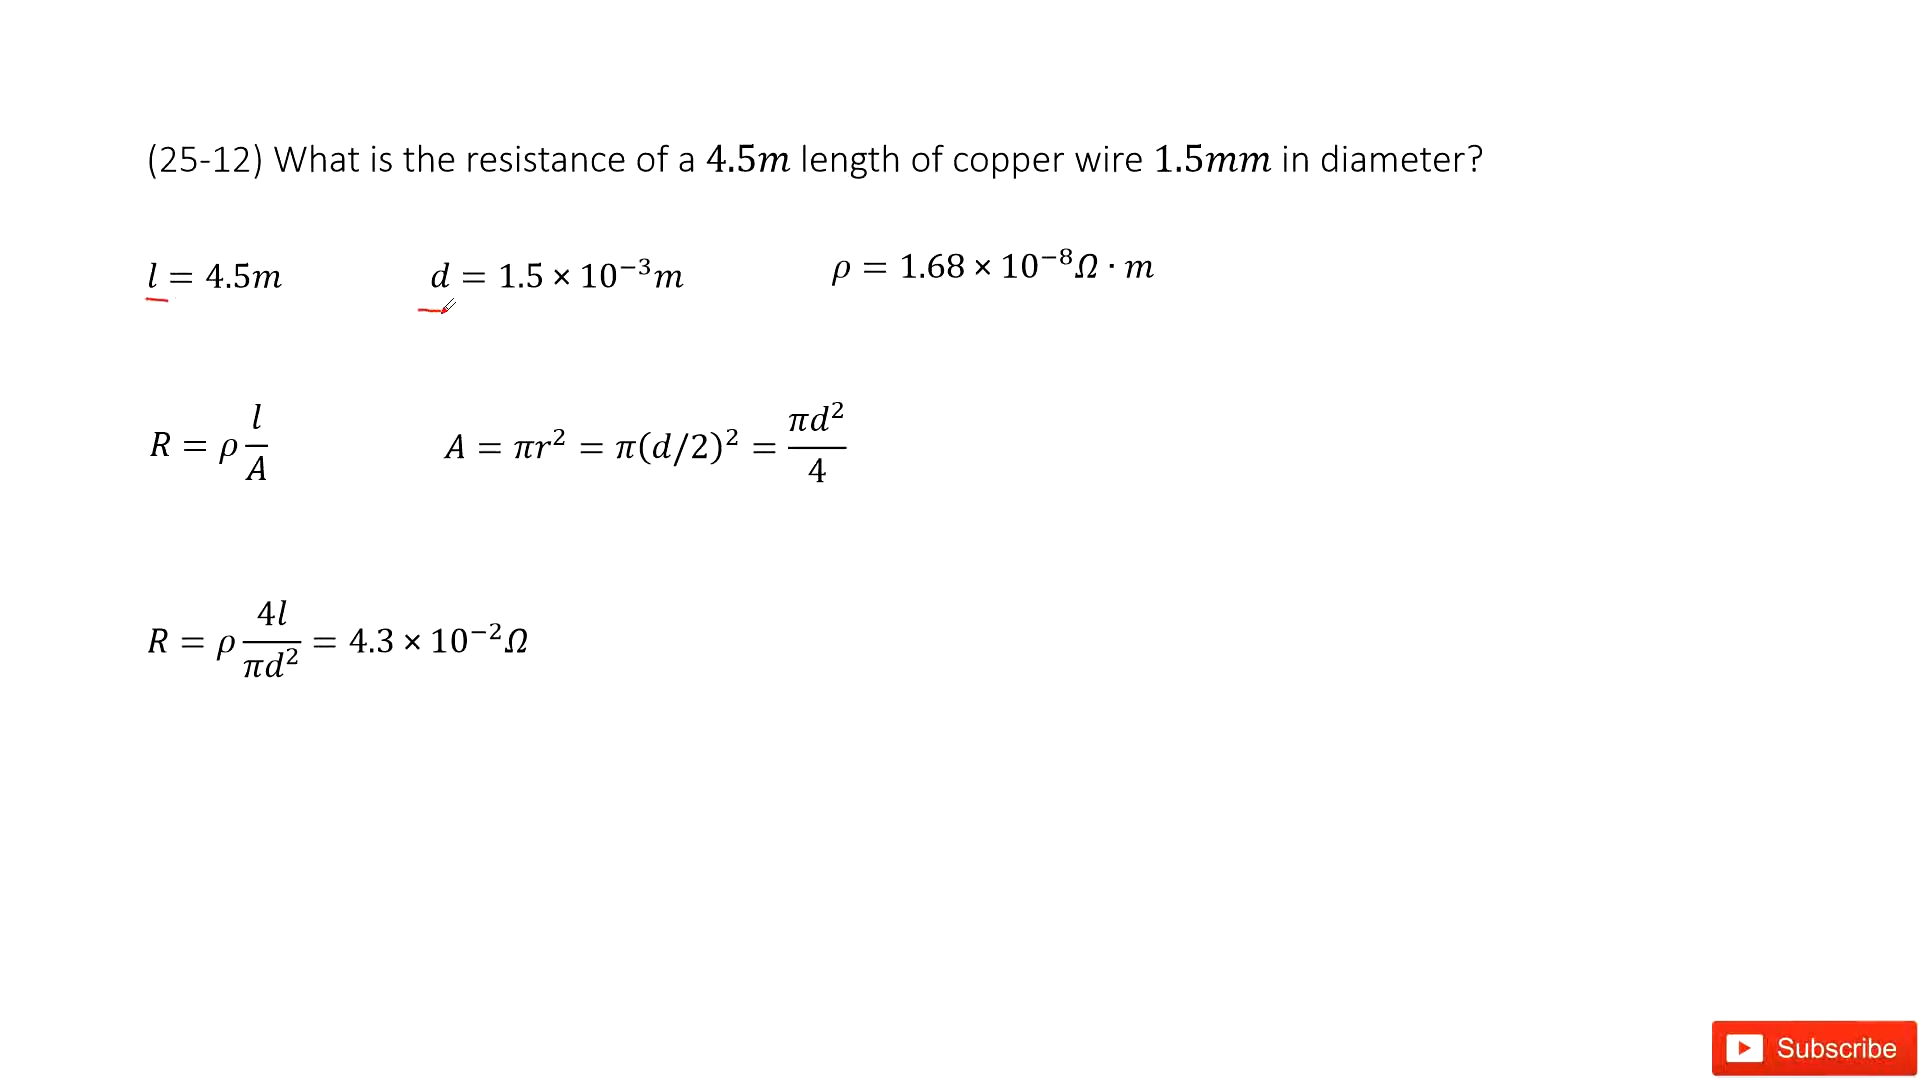 (25-12) What is the resistance of a 4.5m length of copper wire 1.5mm in diameter?
l = 4.5m d = 1.5 × 10⁻³m ρ = 1.68 × 10⁻⁸Ω · m
R = ρ l/A A = πr² = π(d/2)² = πd²/4
R = ρ 4l/πd² = 4.3 × 10⁻²Ω
Subscribe